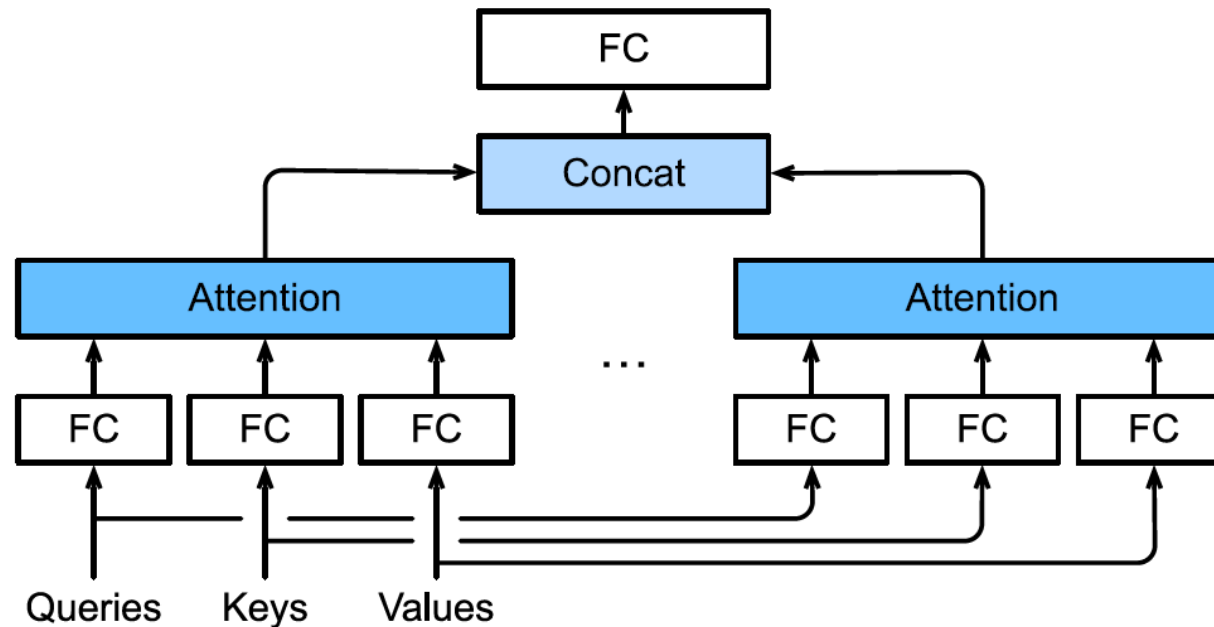 FC
Concat
Attention
Attention
...
FC
FC
FC
FC
FC
FC
Queries
Keys
Values